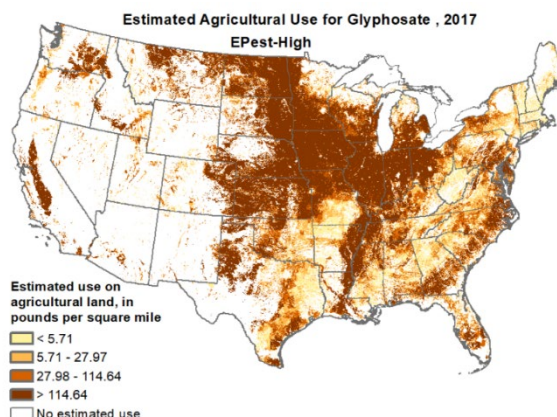 Estimated Agricultural Use for Glyphosate , 2017
EPest-High
Estimated use on
agricultural land, in
pounds per square mile
< 5.71
5.71 - 27.97
27.98 - 114.64
> 114.64
No estimated use